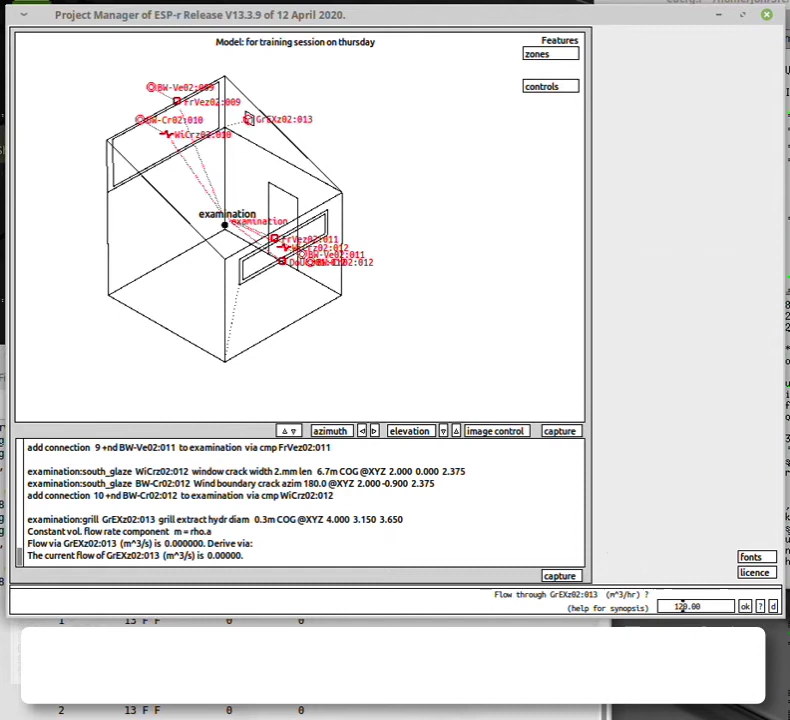 Project Manager of ESP-r Release V13.3.9 of 12 April 2020.
Model: for training session on thursday
Features
zones
controls
FrVez02:009
GrEXz02:013
BW-Cr02:010
WiCrz02:010
examination
examination
FrVez02:011
BW-Ve02:011
azimuth
elevation
image control
capture
add connection 9 +nd BW-Ve02:011 to examination via cmp FrVez02:011
examination:south_glaze WiCrz02:012 window crack width 2.mm len 6.7m COG @XYZ 2.000 0.000 2.375
examination:south_glaze BW-Cr02:012 Wind boundary crack azim 180.0 @XYZ 2.000 -0.900 2.375
add connection 10 +nd BW-Cr02:012 to examination via cmp WiCrz02:012
examination:grill GrEXz02:013 grill extract hydr diam 0.3m COG @XYZ 4.000 3.150 3.650
Constant vol. flow rate component m = rho.a
Flow via GrEXz02:013 (m^3/s) is 0.000000. Derive via:
The current flow of GrEXz02:013 (m^3/s) is 0.00000.
capture
fonts
licence
Flow through GrEXz02:013 (m^3/hr) ?
(help for synopsis) 120.00 ok ? d
1 13 F F 0 0
2 13 F F 0 0